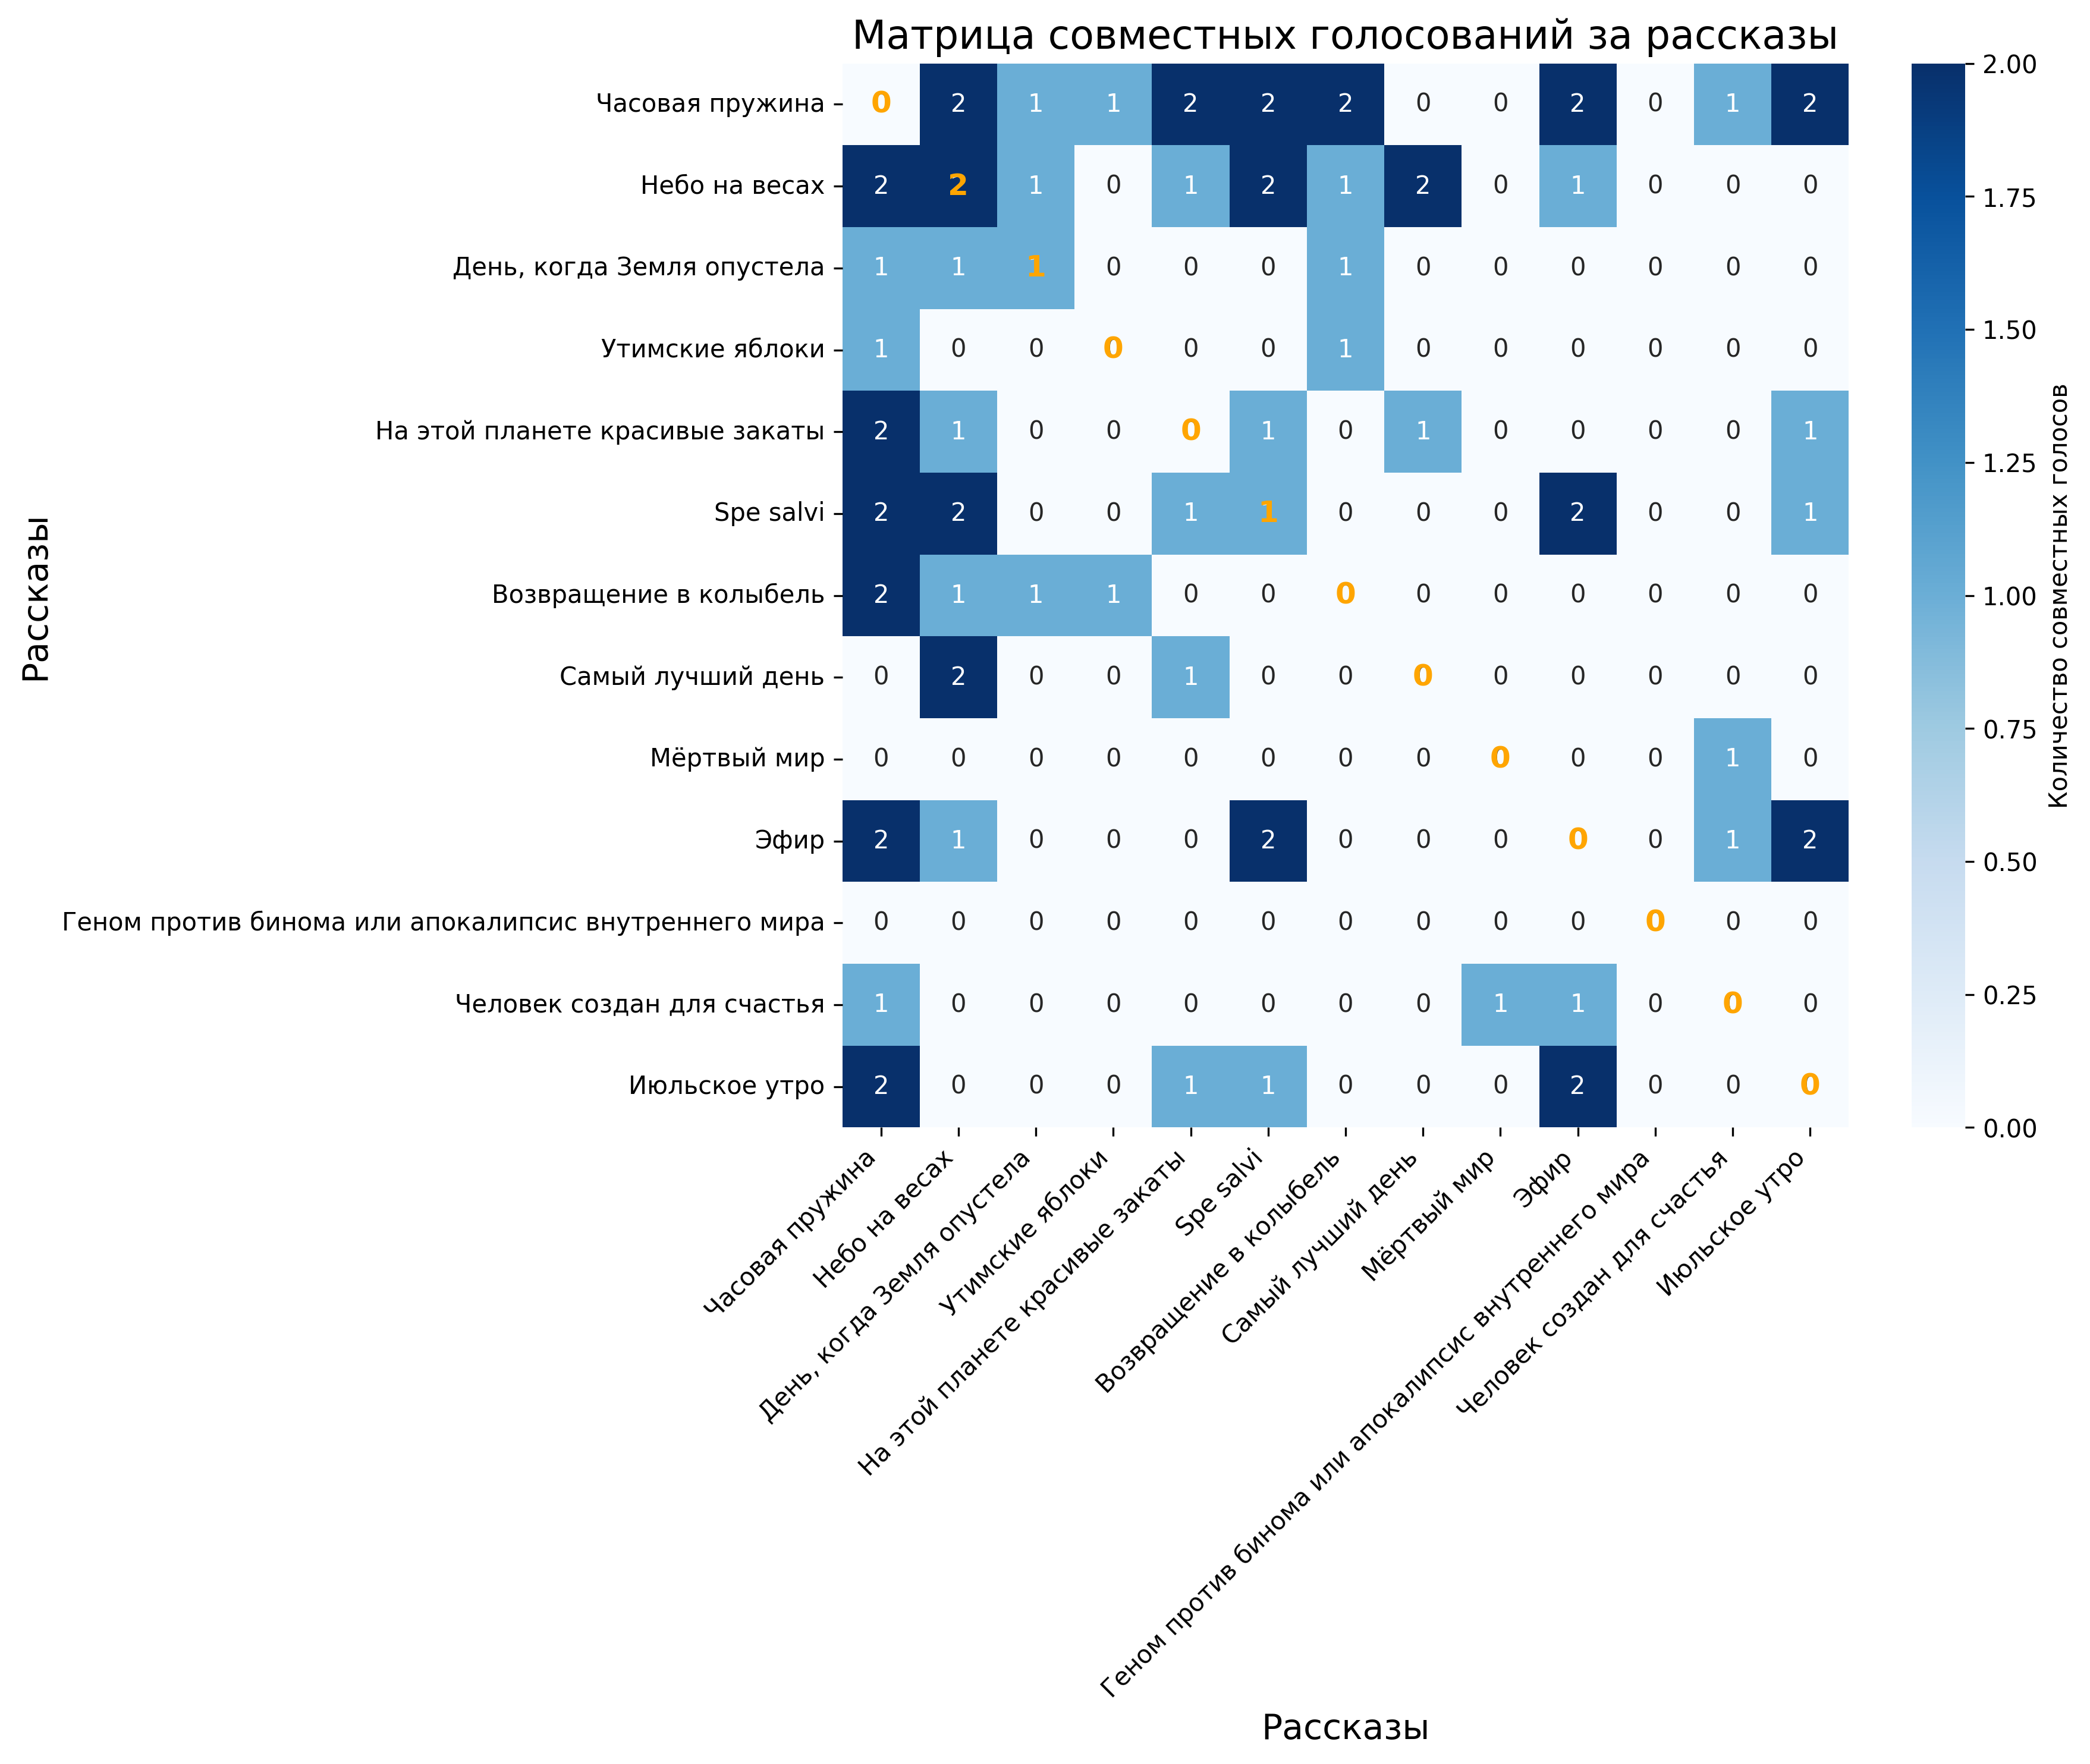 Матрица совместных голосований за рассказы
Часовая пружина 0 2 1 1 2 2 2 0 0 2 0 1 2
Небо на весах 2 2 1 0 1 2 1 2 0 1 0 0 0
День, когда Земля опустела 1 1 1 0 0 0 1 0 0 0 0 0 0
Утимские яблоки 1 0 0 0 0 0 1 0 0 0 0 0 0
На этой планете красивые закаты 2 1 0 0 0 1 0 1 0 0 0 0 1
Spe salvi 2 2 0 0 1 1 0 0 0 2 0 0 1
Возвращение в колыбель 2 1 1 1 0 0 0 0 0 0 0 0 0
Самый лучший день 0 2 0 0 1 0 0 0 0 0 0 0 0
Мёртвый мир 0 0 0 0 0 0 0 0 0 0 0 1 0
Эфир 2 1 0 0 0 2 0 0 0 0 0 1 2
Геном против бинома или апокалипсис внутреннего мира 0 0 0 0 0 0 0 0 0 0 0 0 0
Человек создан для счастья 1 0 0 0 0 0 0 0 1 1 0 0 0
Июльское утро 2 0 0 0 1 1 0 0 0 2 0 0 0
Рассказы
Часовая пружина
Небо на весах
День, когда Земля опустела
Утимские яблоки
На этой планете красивые закаты
Spe salvi
Возвращение в колыбель
Самый лучший день
Мёртвый мир
Эфир
Геном против бинома или апокалипсис внутреннего мира
Человек создан для счастья
Июльское утро
Рассказы
2.00
1.75
1.50
1.25
1.00
0.75
0.50
0.25
0.00
Количество совместных голосов